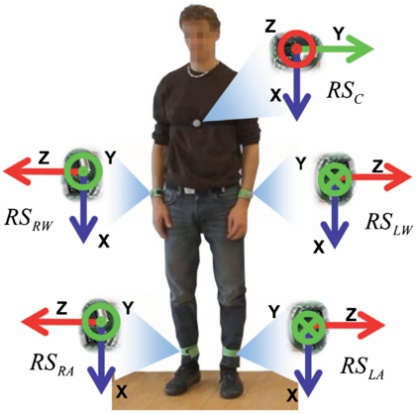 Z Y
X RS_C
Z Y
RS_RW X
Y Z
X RS_LW
Z Y
RS_RA X
Y Z
X RS_LA